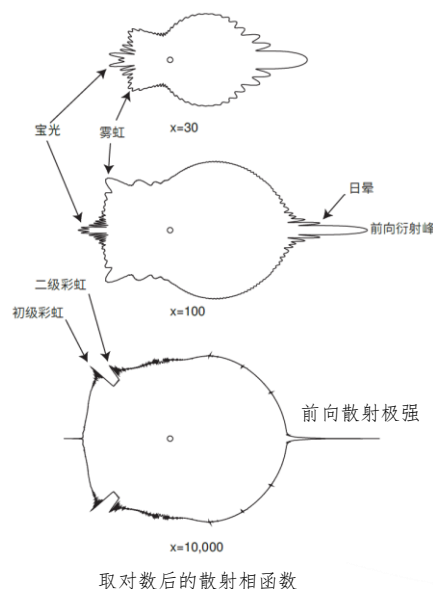 宝光
雾虹
x=30
日晕
前向衍射峰
x=100
二级彩虹
初级彩虹
前向散射极强
x=10,000
取对数后的散射相函数